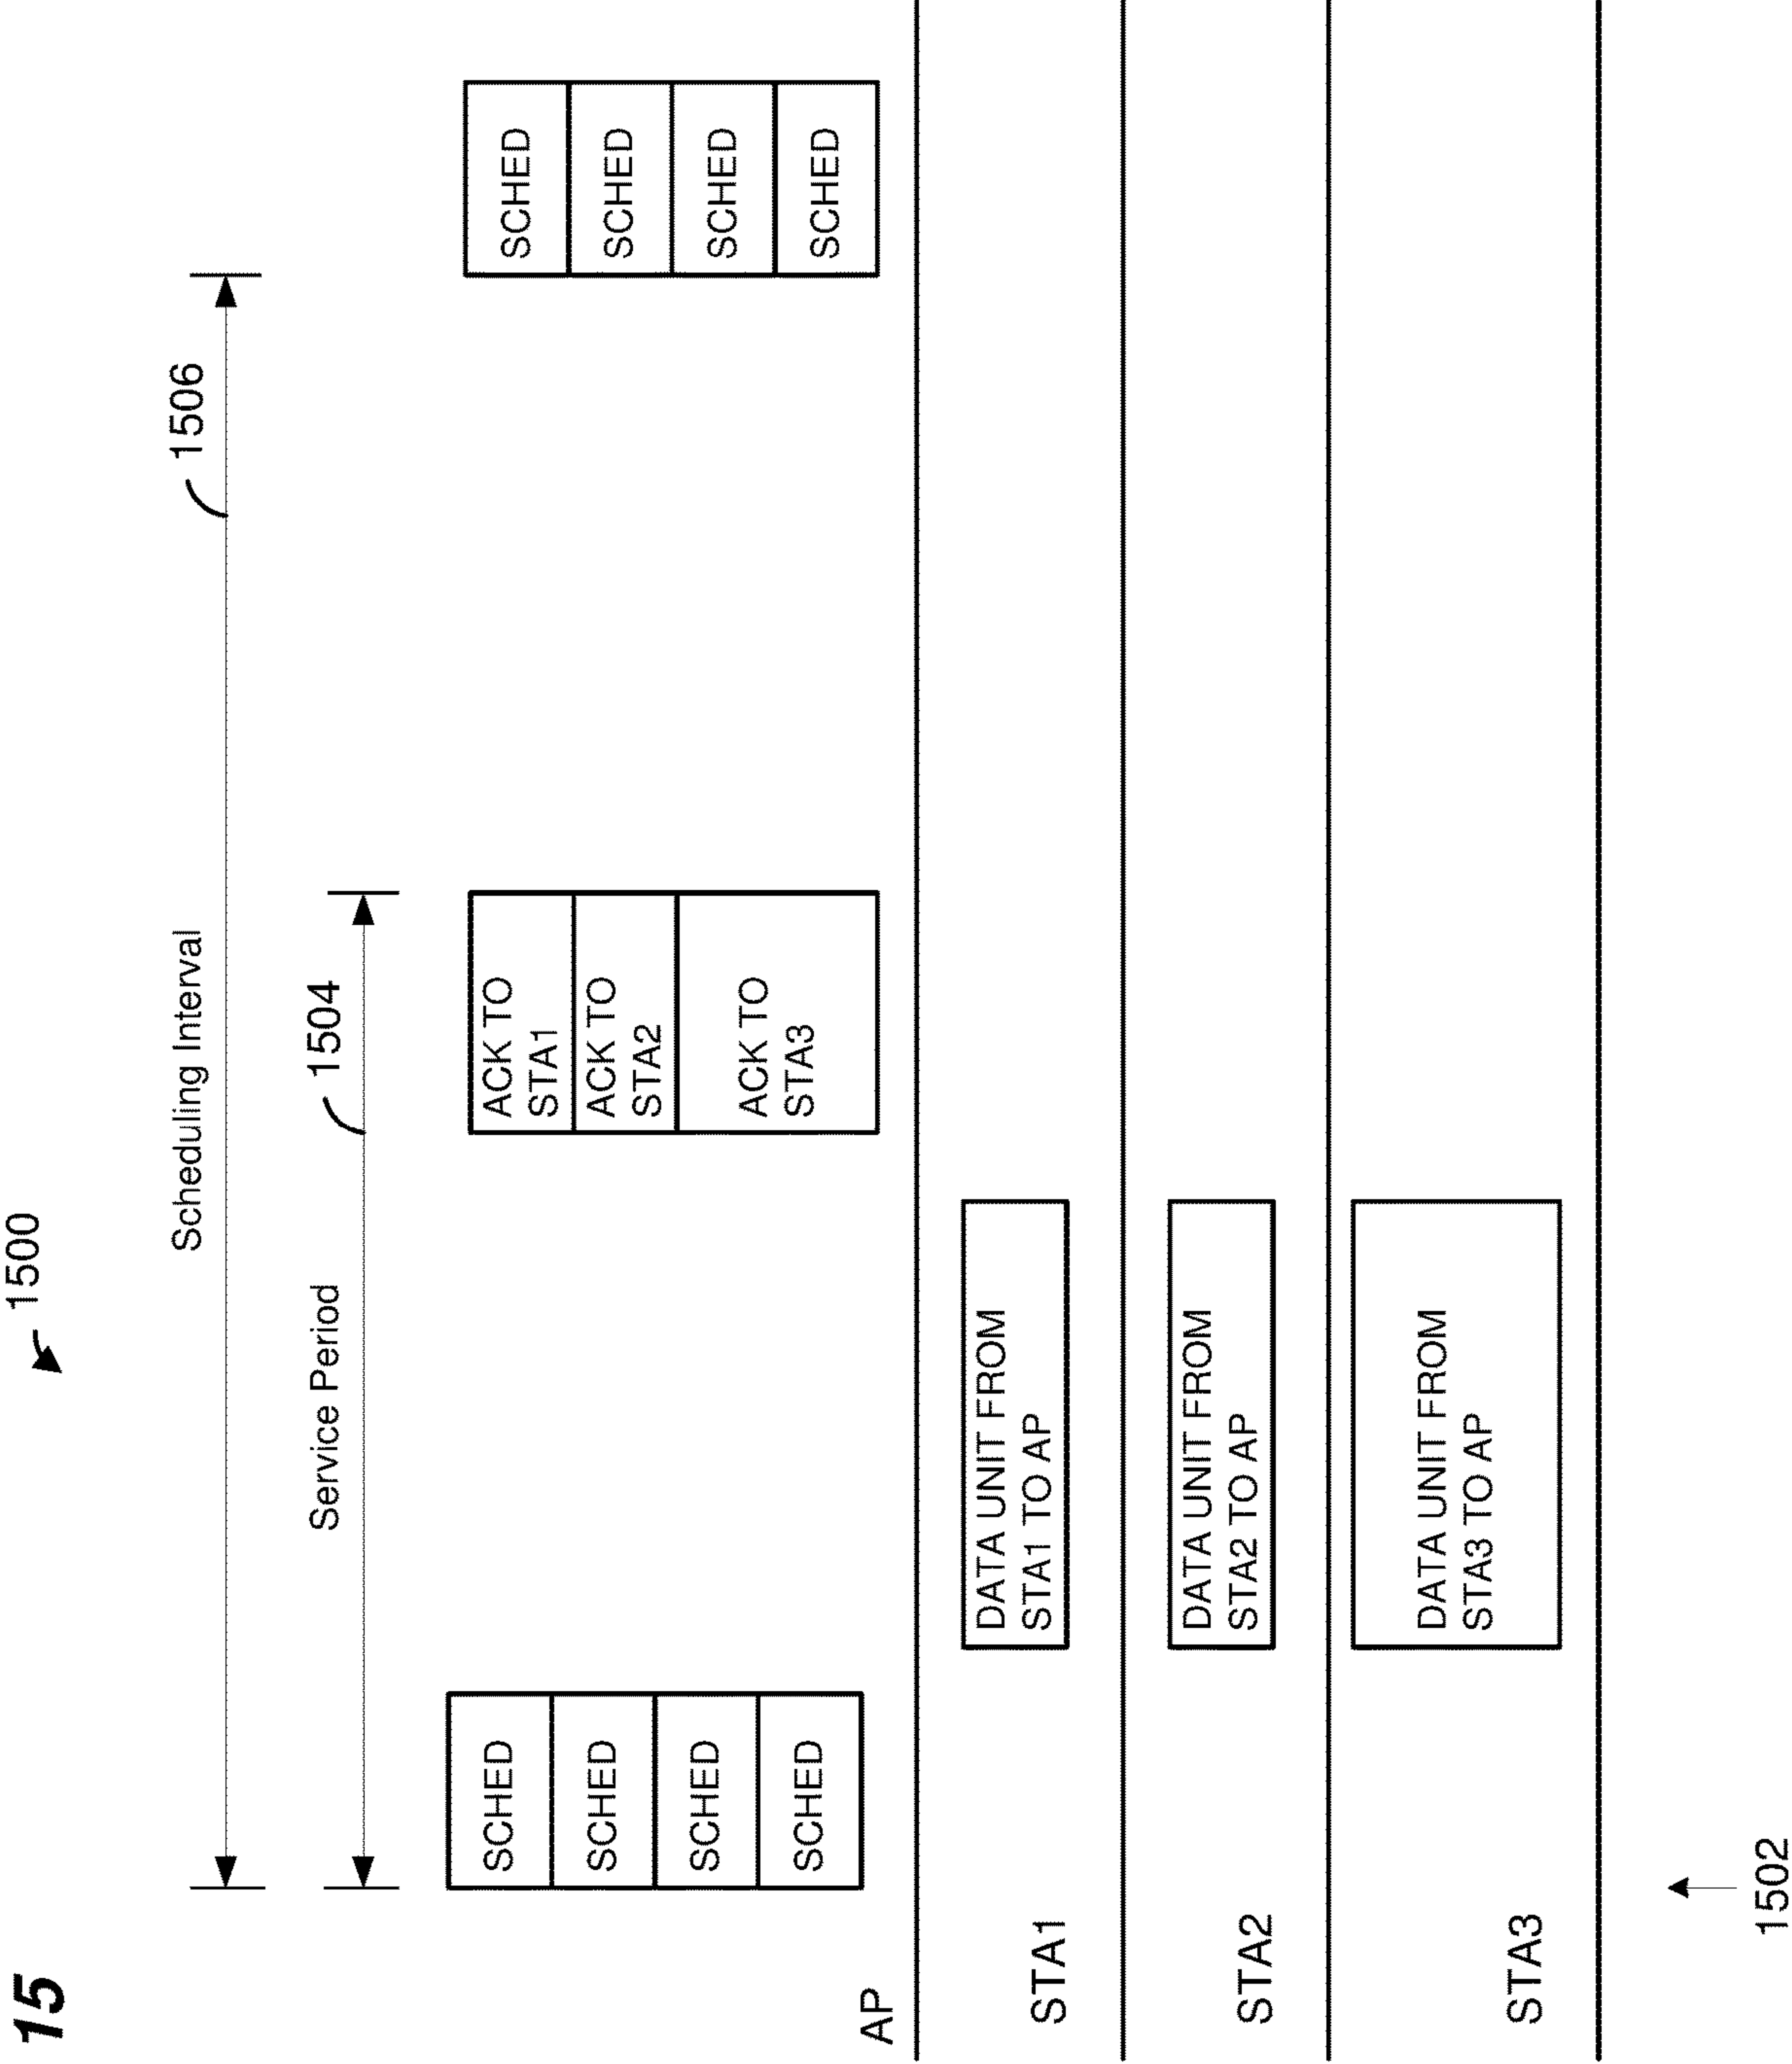 15
1500
Scheduling Interval
1506
Service Period
1504
SCHED
SCHED
SCHED
SCHED
ACK TO
STA1
ACK TO
STA2
ACK TO
STA3
SCHED
SCHED
SCHED
SCHED
AP
STA1
DATA UNIT FROM
STA1 TO AP
STA2
DATA UNIT FROM
STA2 TO AP
STA3
DATA UNIT FROM
STA3 TO AP
1502